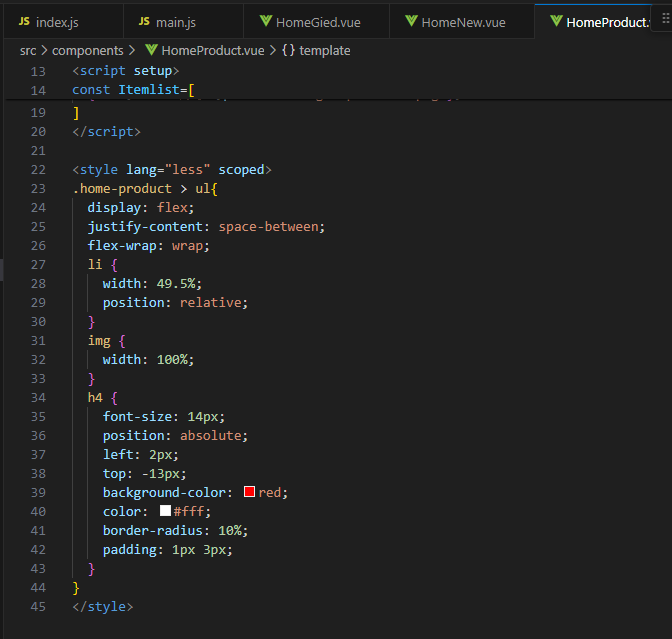 JS index.js JS main.js HomeGied.vue HomeNew.vue HomeProduct.
src > components > HomeProduct.vue > {} template
13 <script setup>
14 const Itemlist=[
19 ]
20 </script>
21
22 <style lang="less" scoped>
23 .home-product > ul{
24 display: flex;
25 justify-content: space-between;
26 flex-wrap: wrap;
27 li {
28 width: 49.5%;
29 position: relative;
30 }
31 img {
32 width: 100%;
33 }
34 h4 {
35 font-size: 14px;
36 position: absolute;
37 left: 2px;
38 top: -13px;
39 background-color: red;
40 color: #fff;
41 border-radius: 10%;
42 padding: 1px 3px;
43 }
44 }
45 </style>